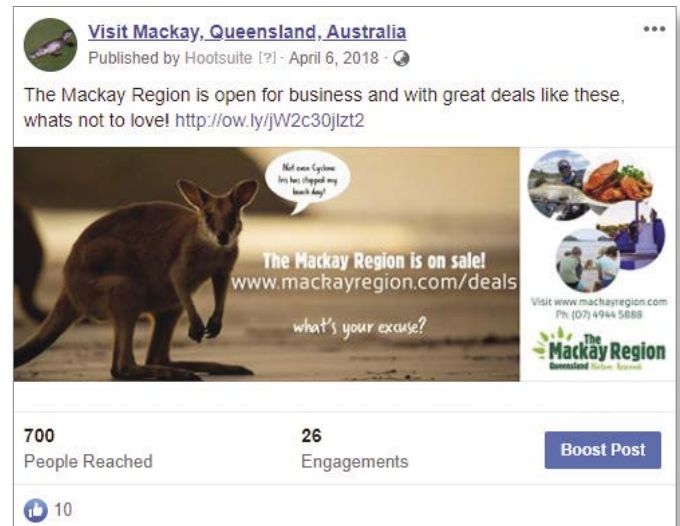 Visit Mackay, Queensland, Australia
Published by Hootsuite [?] · April 6, 2018 ·
The Mackay Region is open for business and with great deals like these,
whats not to love! http://ow.ly/jW2c30jlzt2
Not even Cyclone
Iris has stopped my
beach day!
The Mackay Region is on sale!
www.mackayregion.com/deals
what's your excuse?
Visit www.mackayregion.com
Ph: (07) 4944 5888
The
Mackay Region
Queensland Nature Reserved
700
People Reached
26
Engagements
Boost Post
10